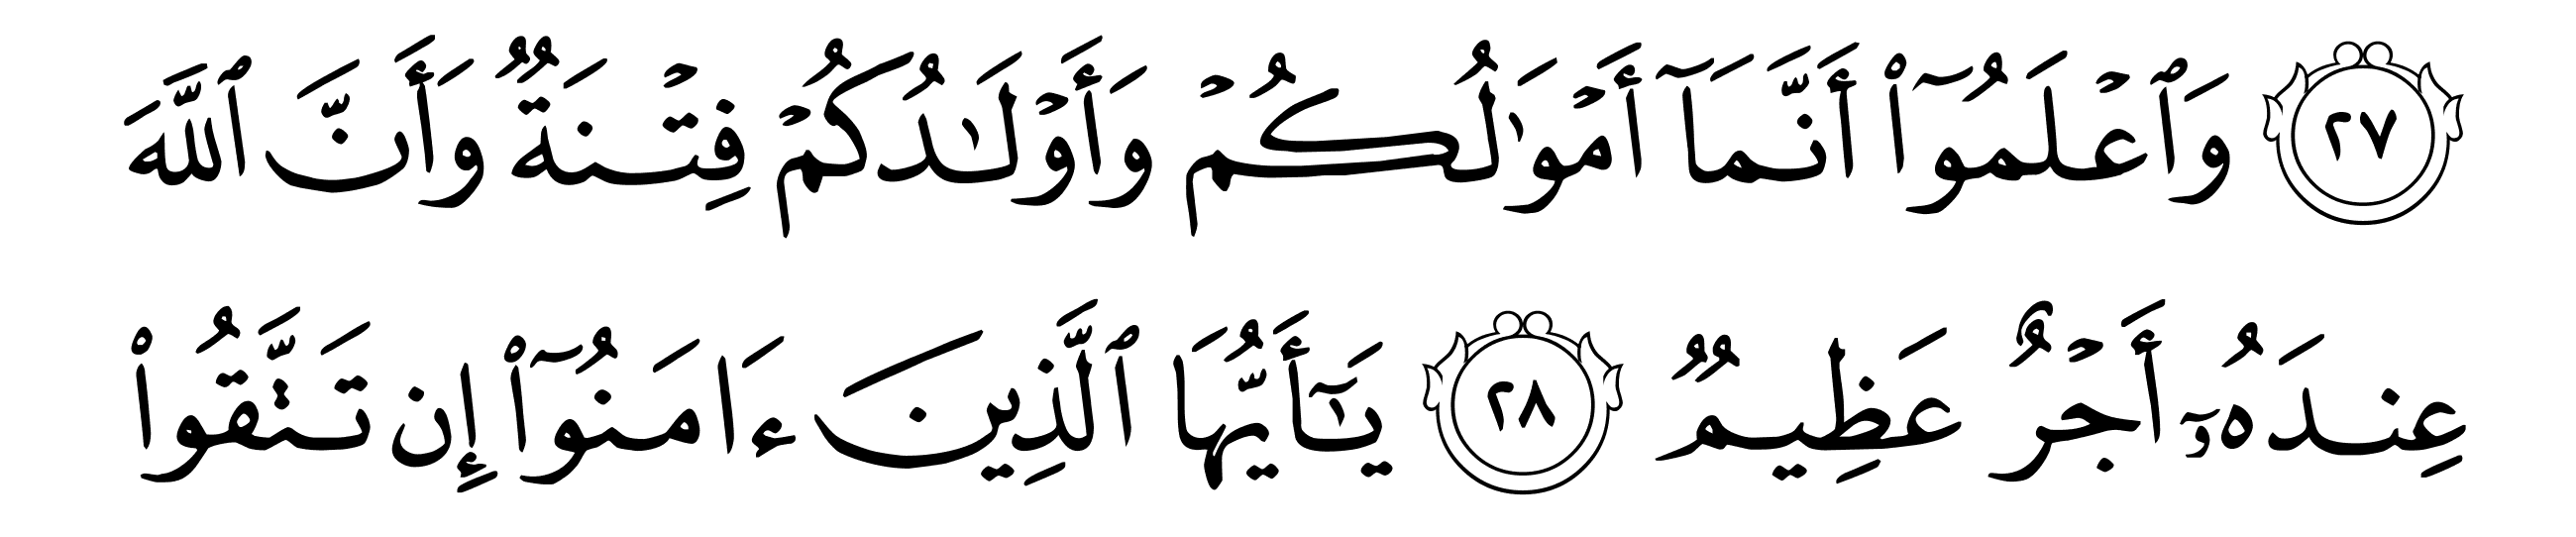 ٢٧ وَٱعْلَمُوٓا۟ أَنَّمَآ أَمْوَٰلُكُمْ وَأَوْلَـٰدُكُمْ فِتْنَةٌ وَأَنَّ ٱللَّهَ
عِندَهُۥٓ أَجْرٌ عَظِيمٌ ٢٨ يَـٰٓأَيُّهَا ٱلَّذِينَ ءَامَنُوٓا۟ إِن تَتَّقُوا۟